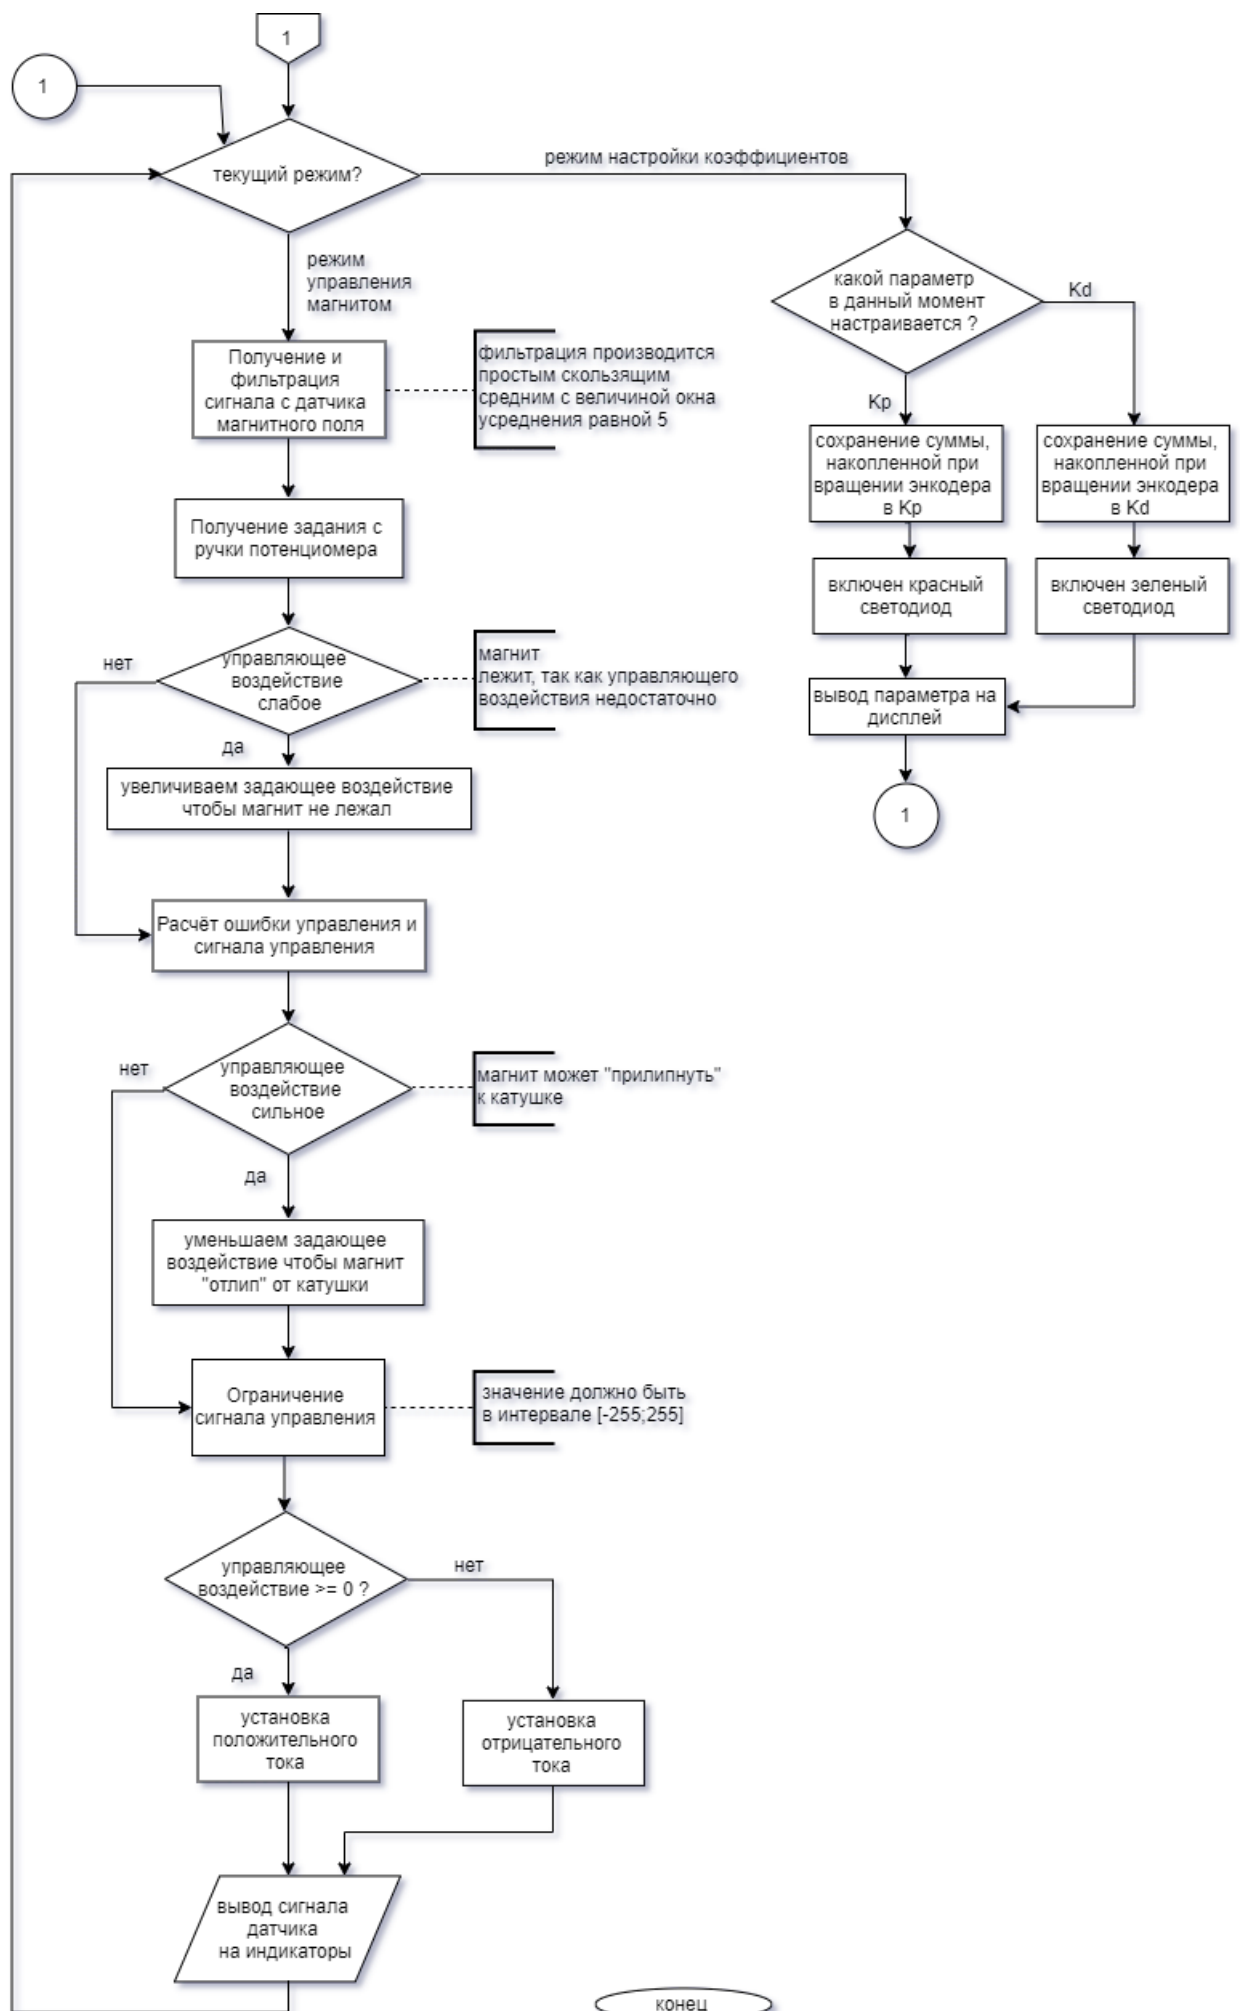 1
1
текущий режим?
режим настройки коэффициентов
режим
управления
магнитом
какой параметр
в данный момент
настраивается ?
Kd
Kp
Получение и
фильтрация
сигнала с датчика
магнитного поля
фильтрация производится
простым скользящим
средним с величиной окна
усреднения равной 5
сохранение суммы,
накопленной при
вращении энкодера
в Kp
сохранение суммы,
накопленной при
вращении энкодера
в Kd
Получение задания с
ручки потенциомера
включен красный
светодиод
включен зеленый
светодиод
нет
управляющее
воздействие
слабое
магнит
лежит, так как управляющего
воздействия недостаточно
вывод параметра на
дисплей
да
увеличиваем задающее воздействие
чтобы магнит не лежал
1
Расчёт ошибки управления и
сигнала управления
нет
управляющее
воздействие
сильное
магнит может "прилипнуть"
к катушке
да
уменьшаем задающее
воздействие чтобы магнит
"отлип" от катушки
Ограничение
сигнала управления
значение должно быть
в интервале [-255;255]
управляющее
воздействие >= 0 ?
нет
да
установка
положительного
тока
установка
отрицательного
тока
вывод сигнала
датчика
на индикаторы
конец